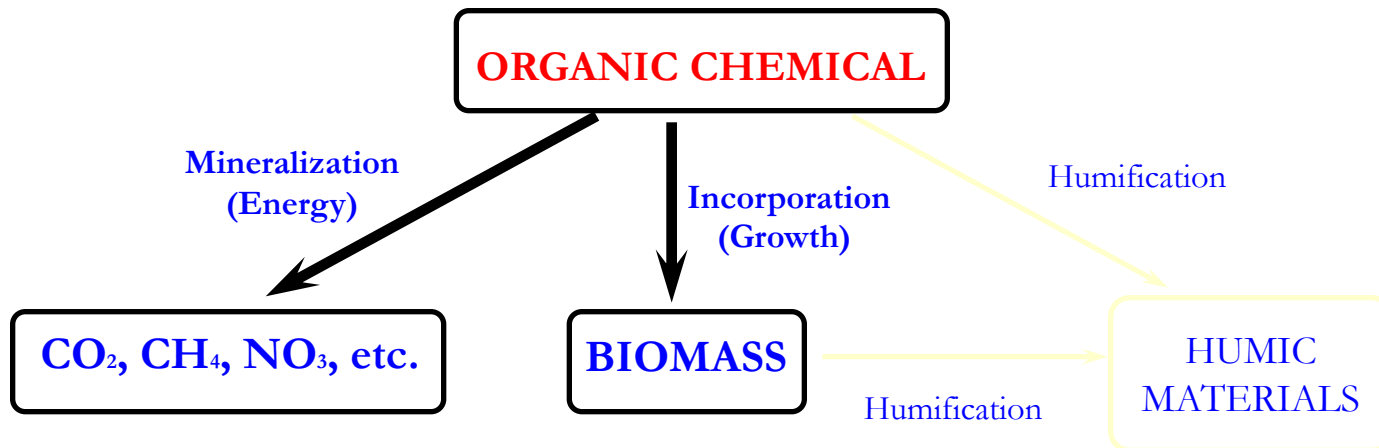 ORGANIC CHEMICAL
Mineralization
(Energy)
Incorporation
(Growth)
Humification
CO₂, CH₄, NO₃, etc.
BIOMASS
Humification
HUMIC
MATERIALS